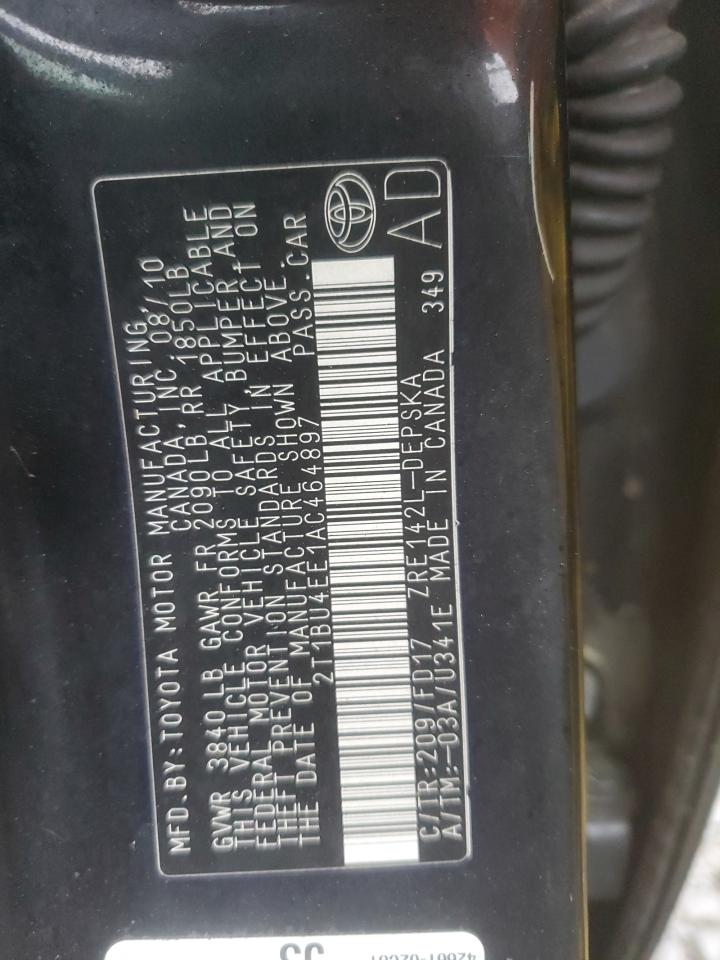 MFD.BY:TOYOTA MOTOR MANUFACTURING,
CANADA,INC.08/10
GVWR 3840 LB GAWR FR 2090LB RR 1850LB
THIS VEHICLE CONFORMS TO ALL APPLICABLE
FEDERAL MOTOR VEHICLE SAFETY,BUMPER AND
THEFT PREVENTION STANDARDS IN EFFECT ON
THE DATE OF MANUFACTURE SHOWN ABOVE.
2T1BU4EE1AC464897 PASS.CAR
C/TR:209/FD17 ZRE142L-DEPSKA AD
A/TM:-03A/U341E MADE IN CANADA 349